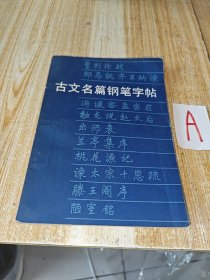 曹刿论战
邹忌讽齐王纳谏
古文名篇钢笔字帖
冯谖客孟尝君
触龙说赵太后
出师表
兰亭集序
桃花源记
谏太宗十思疏
滕王阁序
陋室铭
A